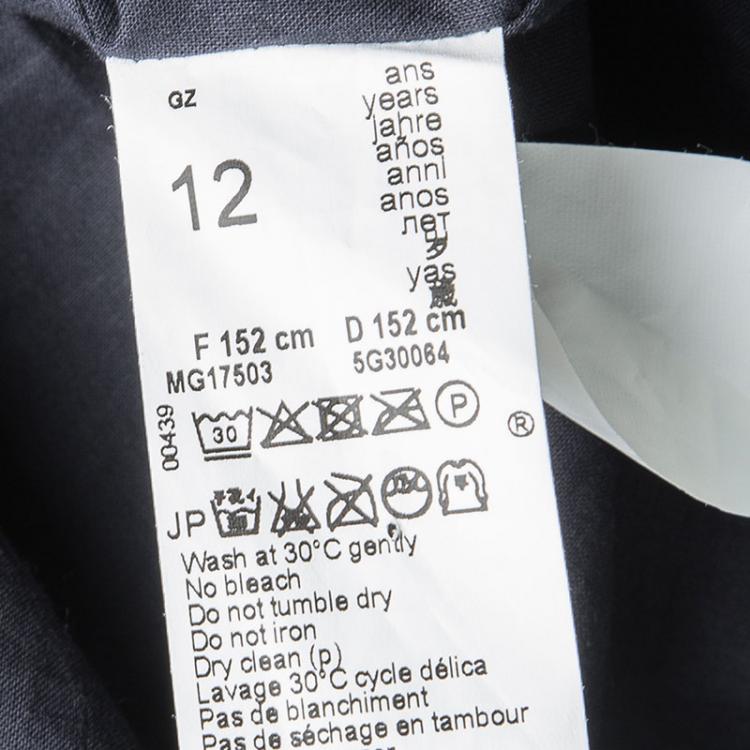 GZ
12
ans
years
jahre
años
anni
anos
лет
岁
yas
歳
F 152 cm D 152 cm
MG17503 5G30064
00439
30
P
®
JP
Wash at 30°C gently
No bleach
Do not tumble dry
Do not iron
Dry clean (p)
Lavage 30°C cycle délica
Pas de blanchiment
Pas de séchage en tambour